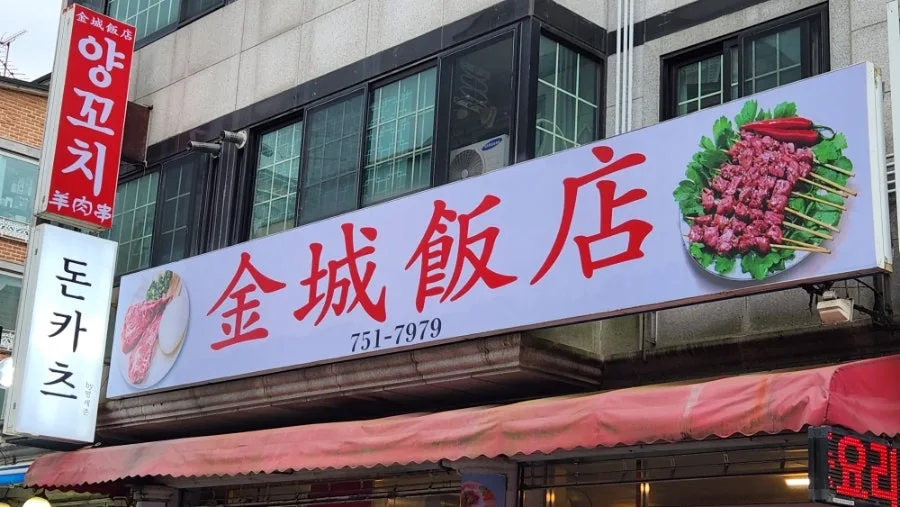 金城飯店
양꼬치
羊肉串
돈카츠
金城飯店
751-7979
요리